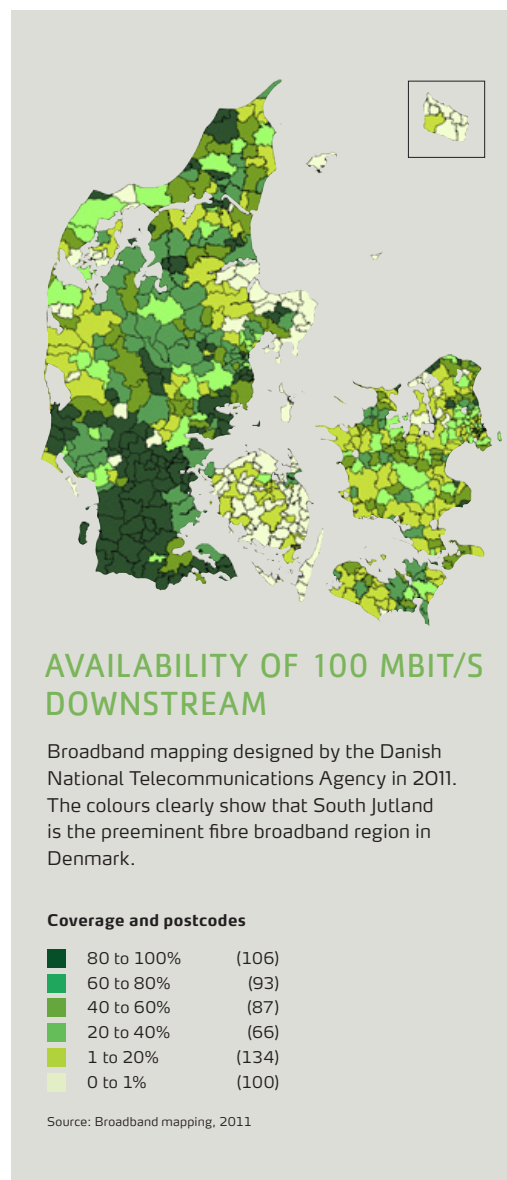 AVAILABILITY OF 100 MBIT/S
DOWNSTREAM
Broadband mapping designed by the Danish
National Telecommunications Agency in 2011.
The colours clearly show that South Jutland
is the preeminent fibre broadband region in
Denmark.
Coverage and postcodes
80 to 100% (106)
60 to 80% (93)
40 to 60% (87)
20 to 40% (66)
1 to 20% (134)
0 to 1% (100)
Source: Broadband mapping, 2011